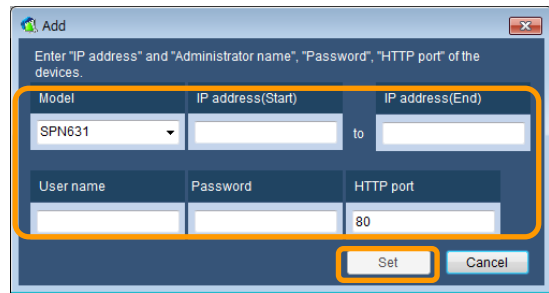 Add
Enter "IP address" and "Administrator name", "Password", "HTTP port" of the
devices.
Model IP address(Start) IP address(End)
SPN631 to
User name Password HTTP port
80
Set Cancel